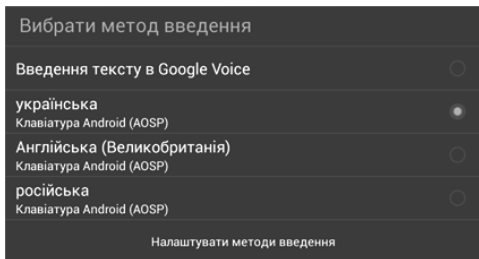 Вибрати метод введення
Введення тексту в Google Voice
українська
Клавіатура Android (AOSP)
Англійська (Великобританія)
Клавіатура Android (AOSP)
російська
Клавіатура Android (AOSP)
Налаштувати методи введення